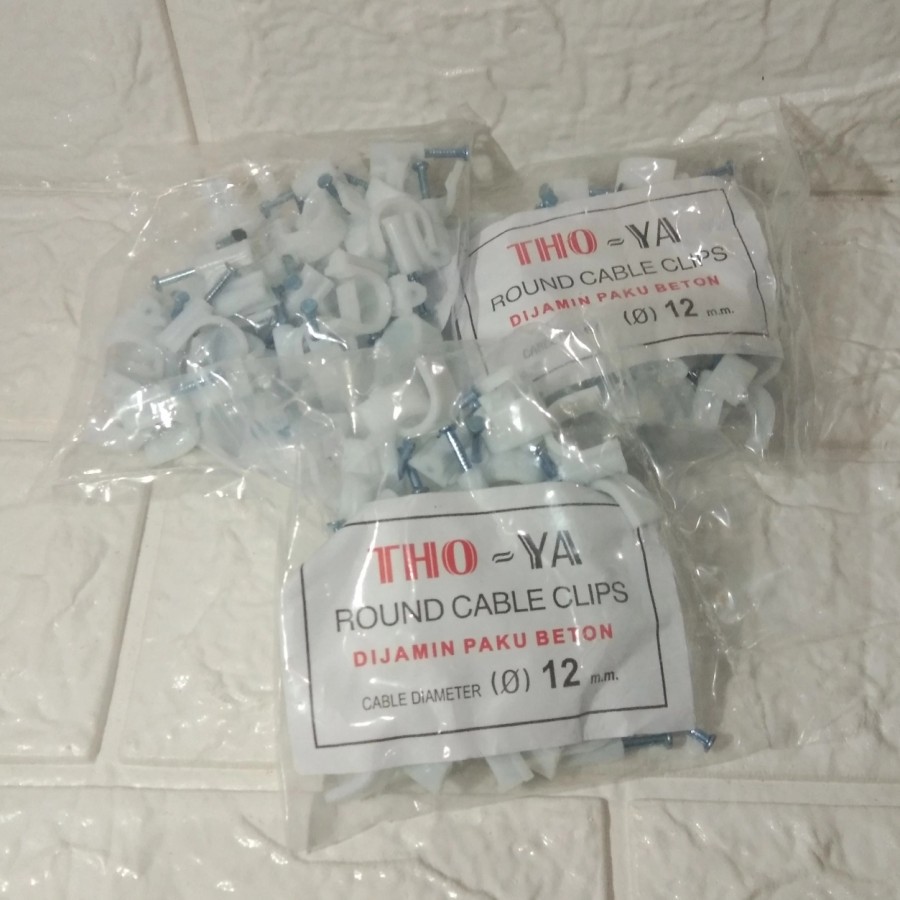 THO ≈ YA
ROUND CABLE CLIPS
DIJAMIN PAKU BETON
(Ø) 12 m.m.
THO ≈ YA
ROUND CABLE CLIPS
DIJAMIN PAKU BETON
CABLE DIAMETER (Ø) 12 m.m.